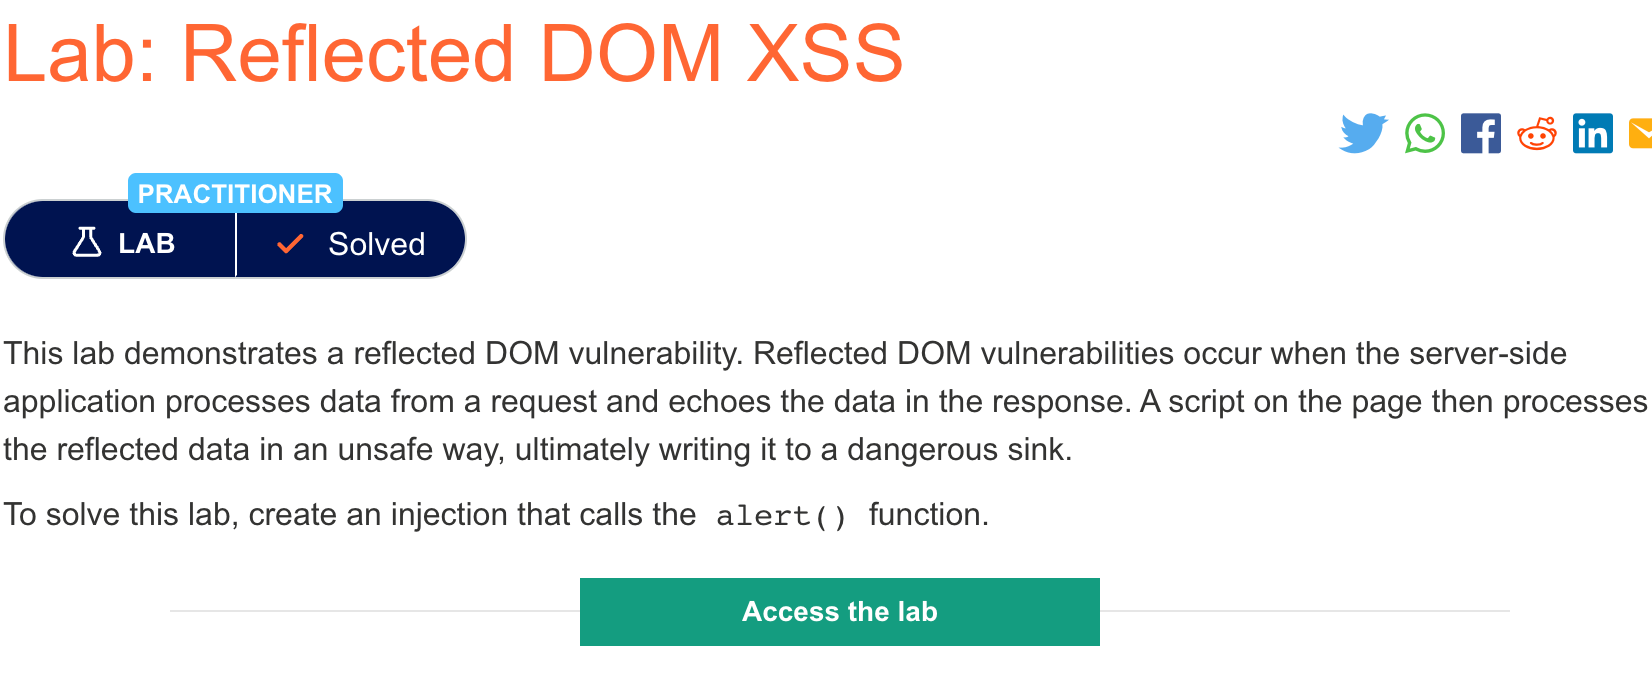 Lab: Reflected DOM XSS
PRACTITIONER
LAB
Solved
This lab demonstrates a reflected DOM vulnerability. Reflected DOM vulnerabilities occur when the server-side
application processes data from a request and echoes the data in the response. A script on the page then processes
the reflected data in an unsafe way, ultimately writing it to a dangerous sink.
To solve this lab, create an injection that calls the alert() function.
Access the lab